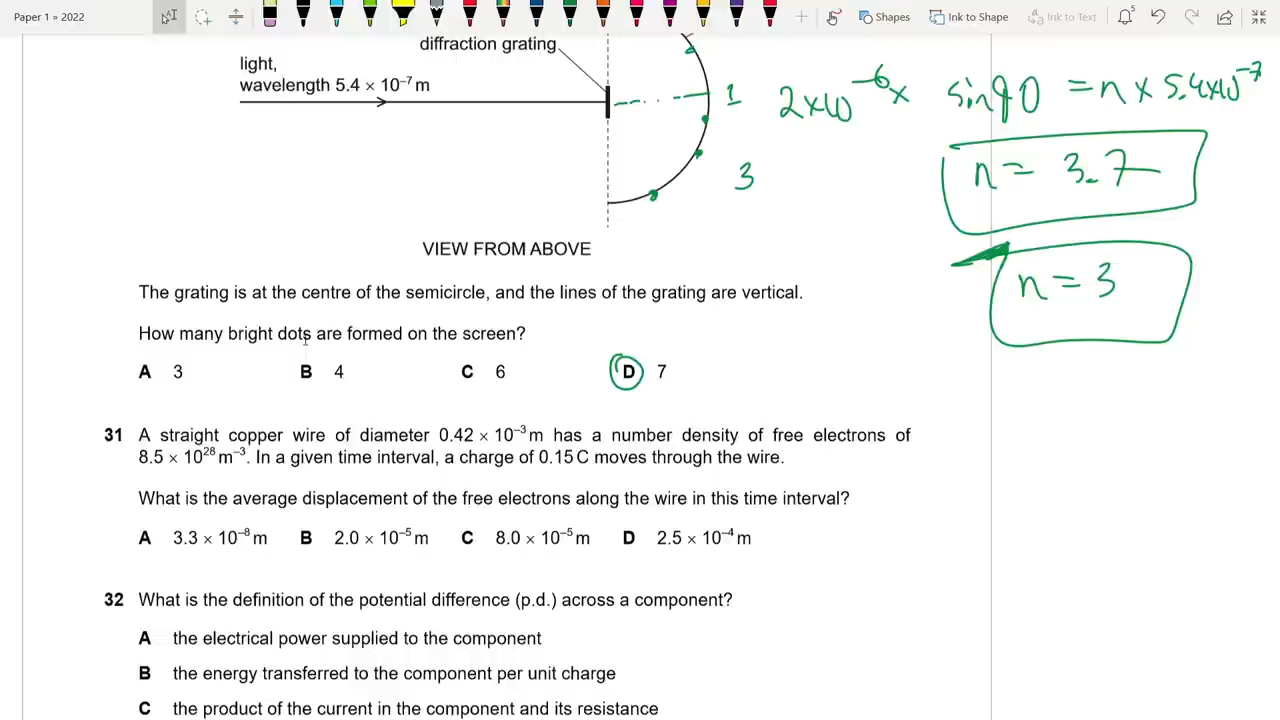 Paper 1 » 2022
Shapes
Ink to Shape
Ink to Text
5
diffraction grating
light,
wavelength 5.4 × 10⁻⁷ m
1
2×10⁻⁶ × sin90 = n × 5.4×10⁻⁷
n = 3.7
3
VIEW FROM ABOVE
n = 3
The grating is at the centre of the semicircle, and the lines of the grating are vertical.
How many bright dots are formed on the screen?
A 3 B 4 C 6 D 7
31 A straight copper wire of diameter 0.42 × 10⁻³ m has a number density of free electrons of
8.5 × 10²⁸ m⁻³. In a given time interval, a charge of 0.15 C moves through the wire.
What is the average displacement of the free electrons along the wire in this time interval?
A 3.3 × 10⁻⁸ m B 2.0 × 10⁻⁵ m C 8.0 × 10⁻⁵ m D 2.5 × 10⁻⁴ m
32 What is the definition of the potential difference (p.d.) across a component?
A the electrical power supplied to the component
B the energy transferred to the component per unit charge
C the product of the current in the component and its resistance